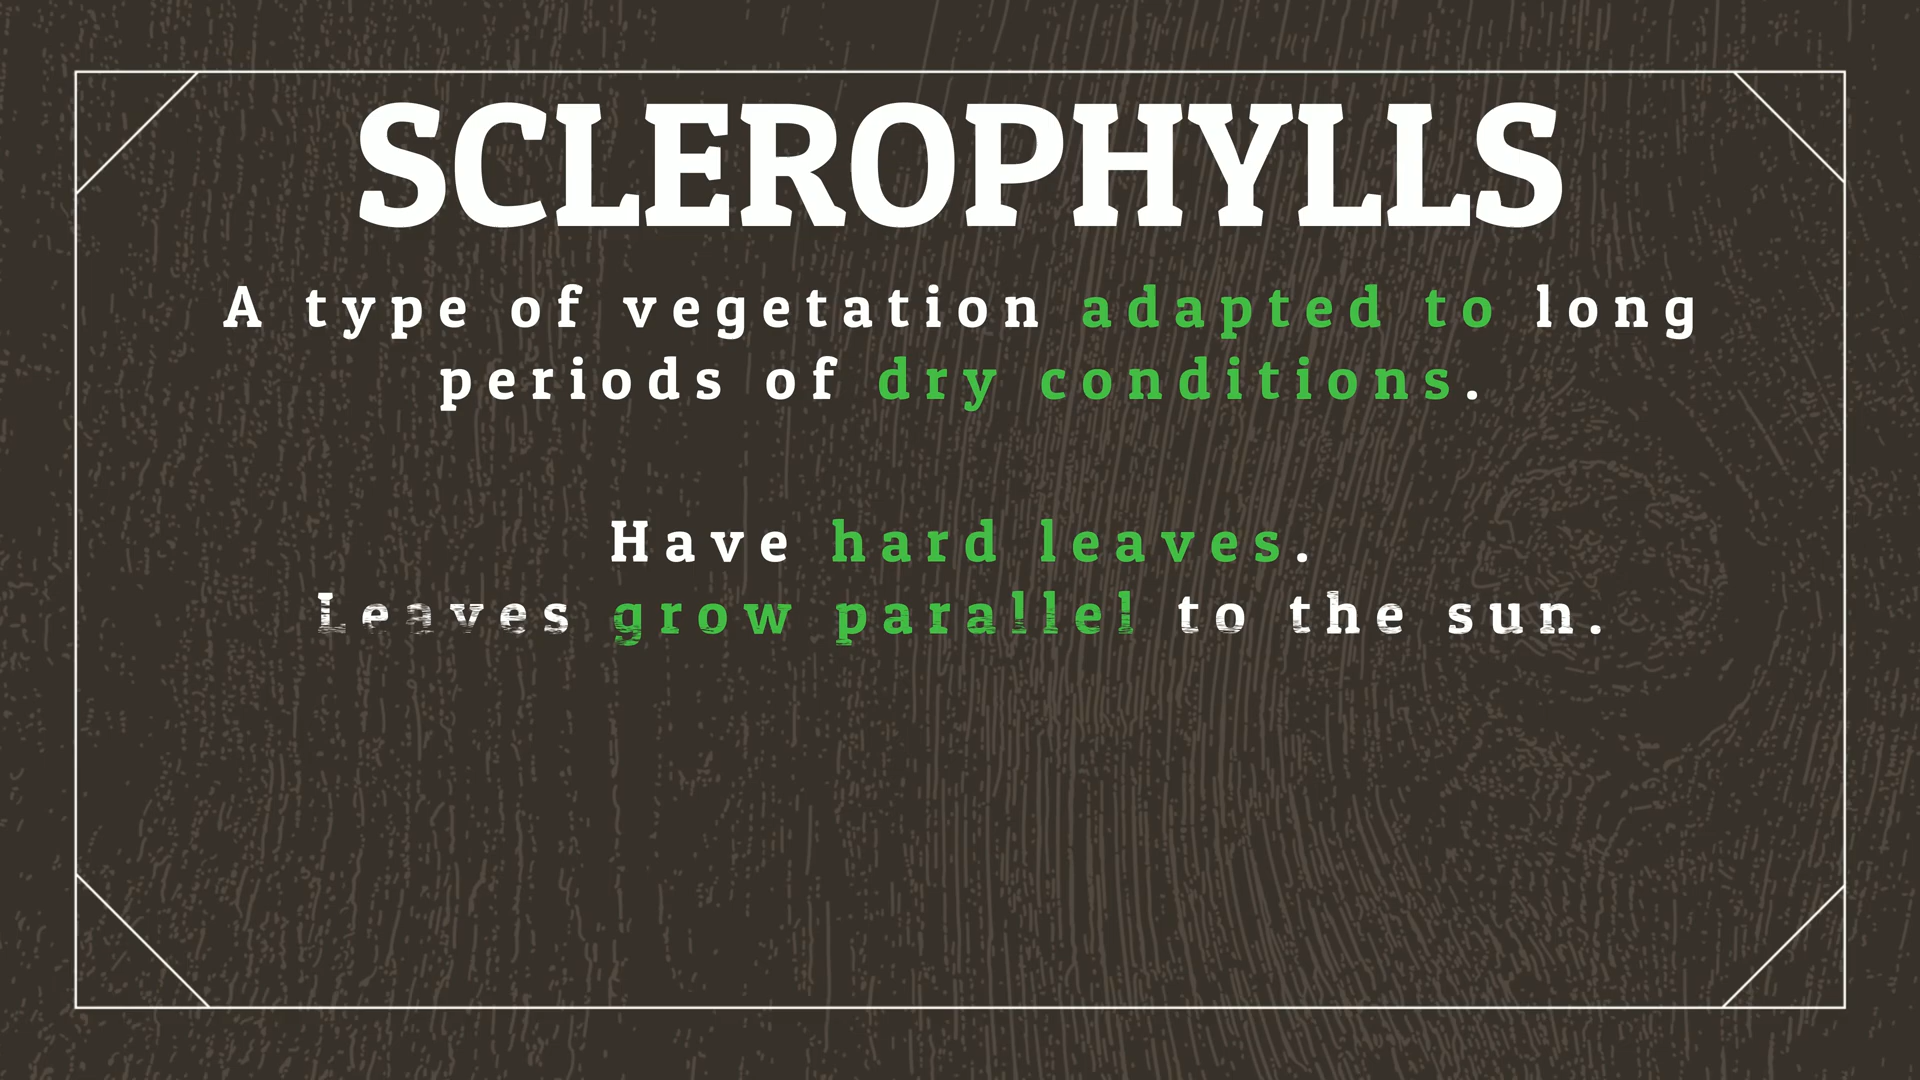 SCLEROPHYLLS
A type of vegetation adapted to long
periods of dry conditions.
Have hard leaves.
Leaves grow parallel to the sun.